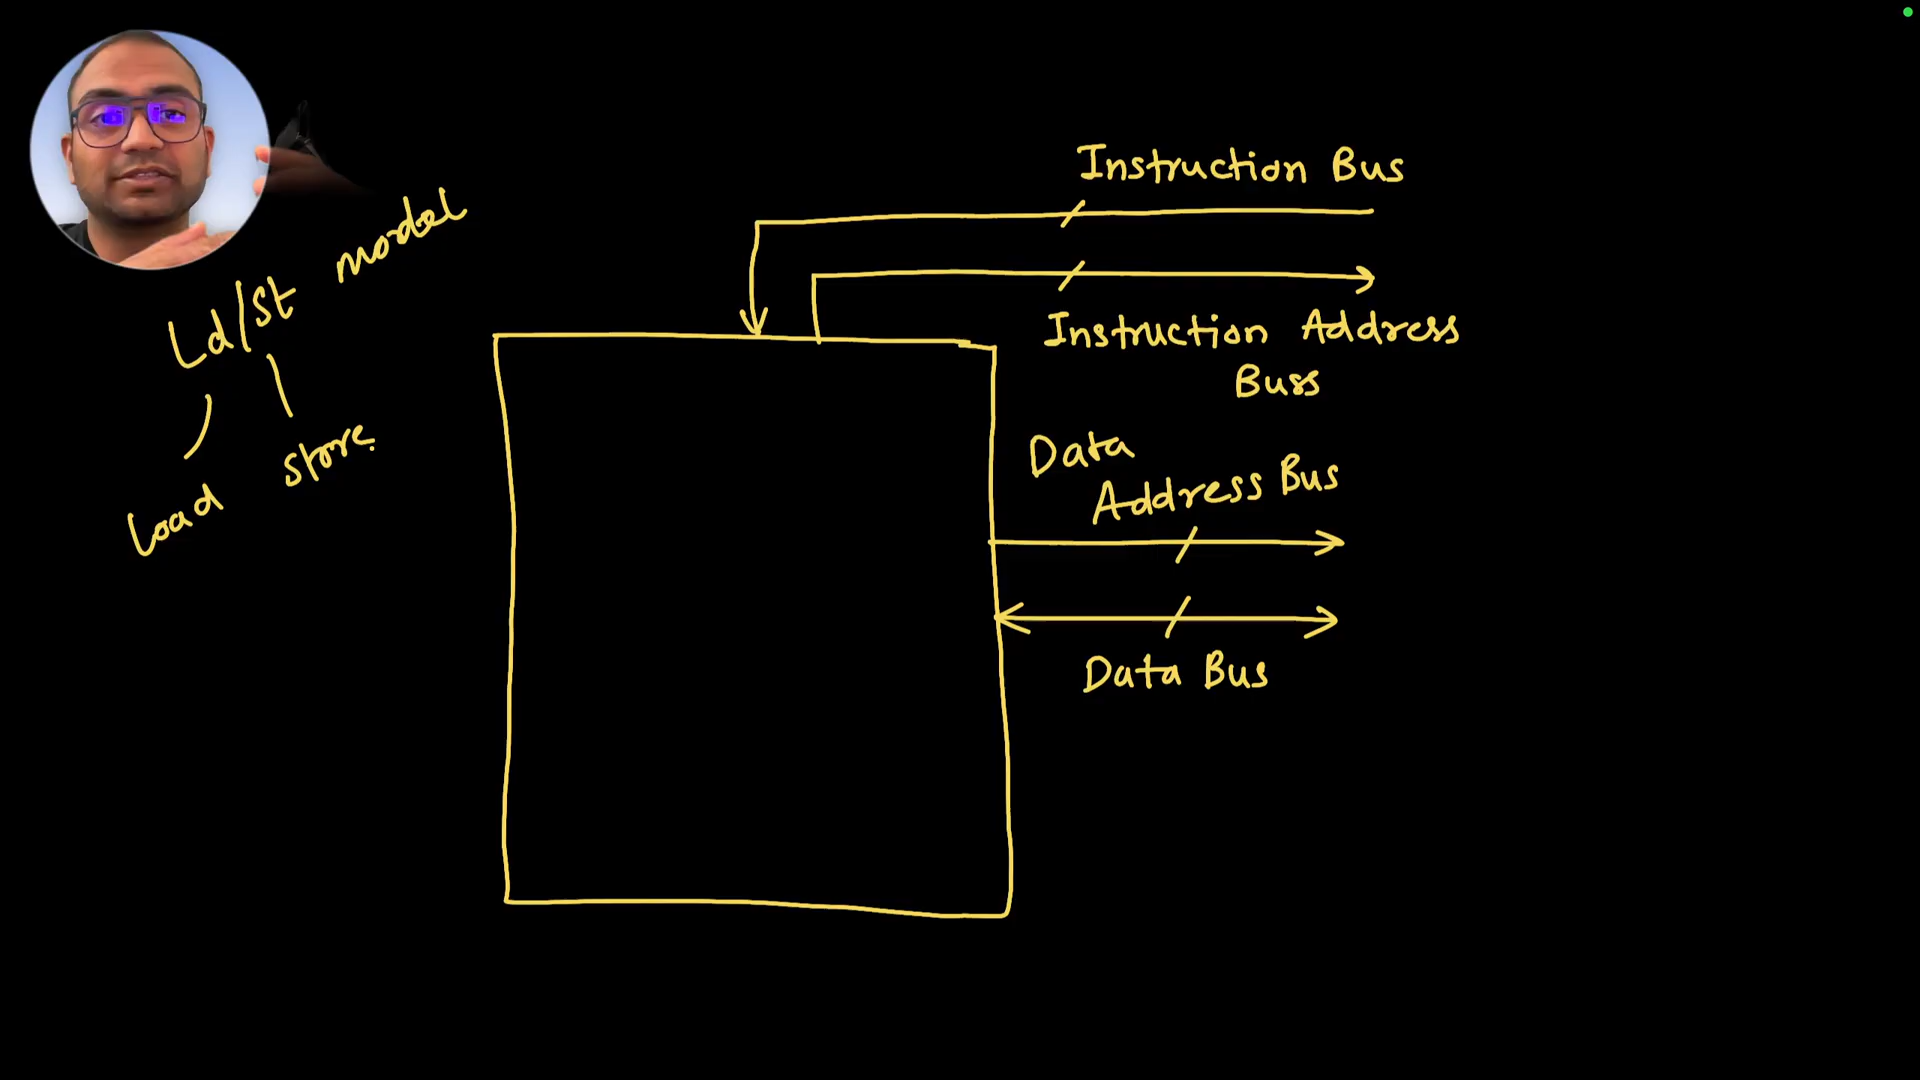 Ld/St model
Load store
Instruction Bus
Instruction Address
Buss
Data
Address Bus
Data Bus